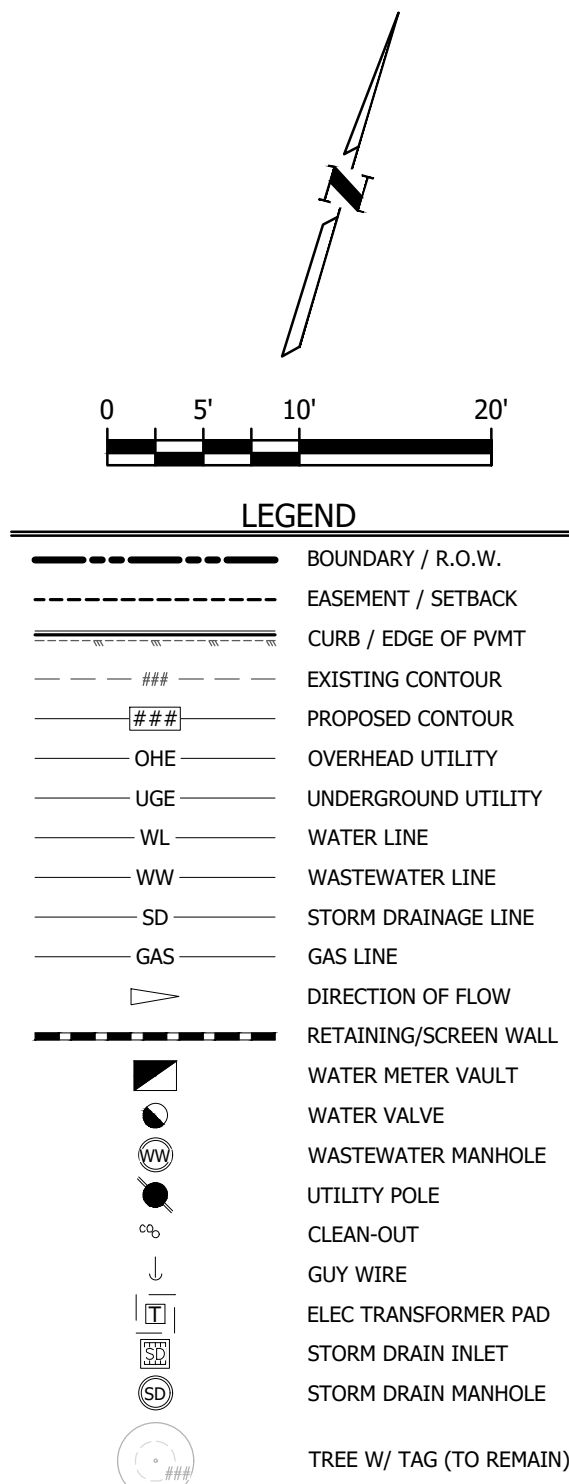 N
0 5' 10' 20'
LEGEND
BOUNDARY / R.O.W.
EASEMENT / SETBACK
CURB / EDGE OF PVMT
### EXISTING CONTOUR
### PROPOSED CONTOUR
OHE OVERHEAD UTILITY
UGE UNDERGROUND UTILITY
WL WATER LINE
WW WASTEWATER LINE
SD STORM DRAINAGE LINE
GAS GAS LINE
DIRECTION OF FLOW
RETAINING/SCREEN WALL
WATER METER VAULT
WATER VALVE
WW WASTEWATER MANHOLE
UTILITY POLE
CO CLEAN-OUT
GUY WIRE
T ELEC TRANSFORMER PAD
SD STORM DRAIN INLET
SD STORM DRAIN MANHOLE
### TREE W/ TAG (TO REMAIN)